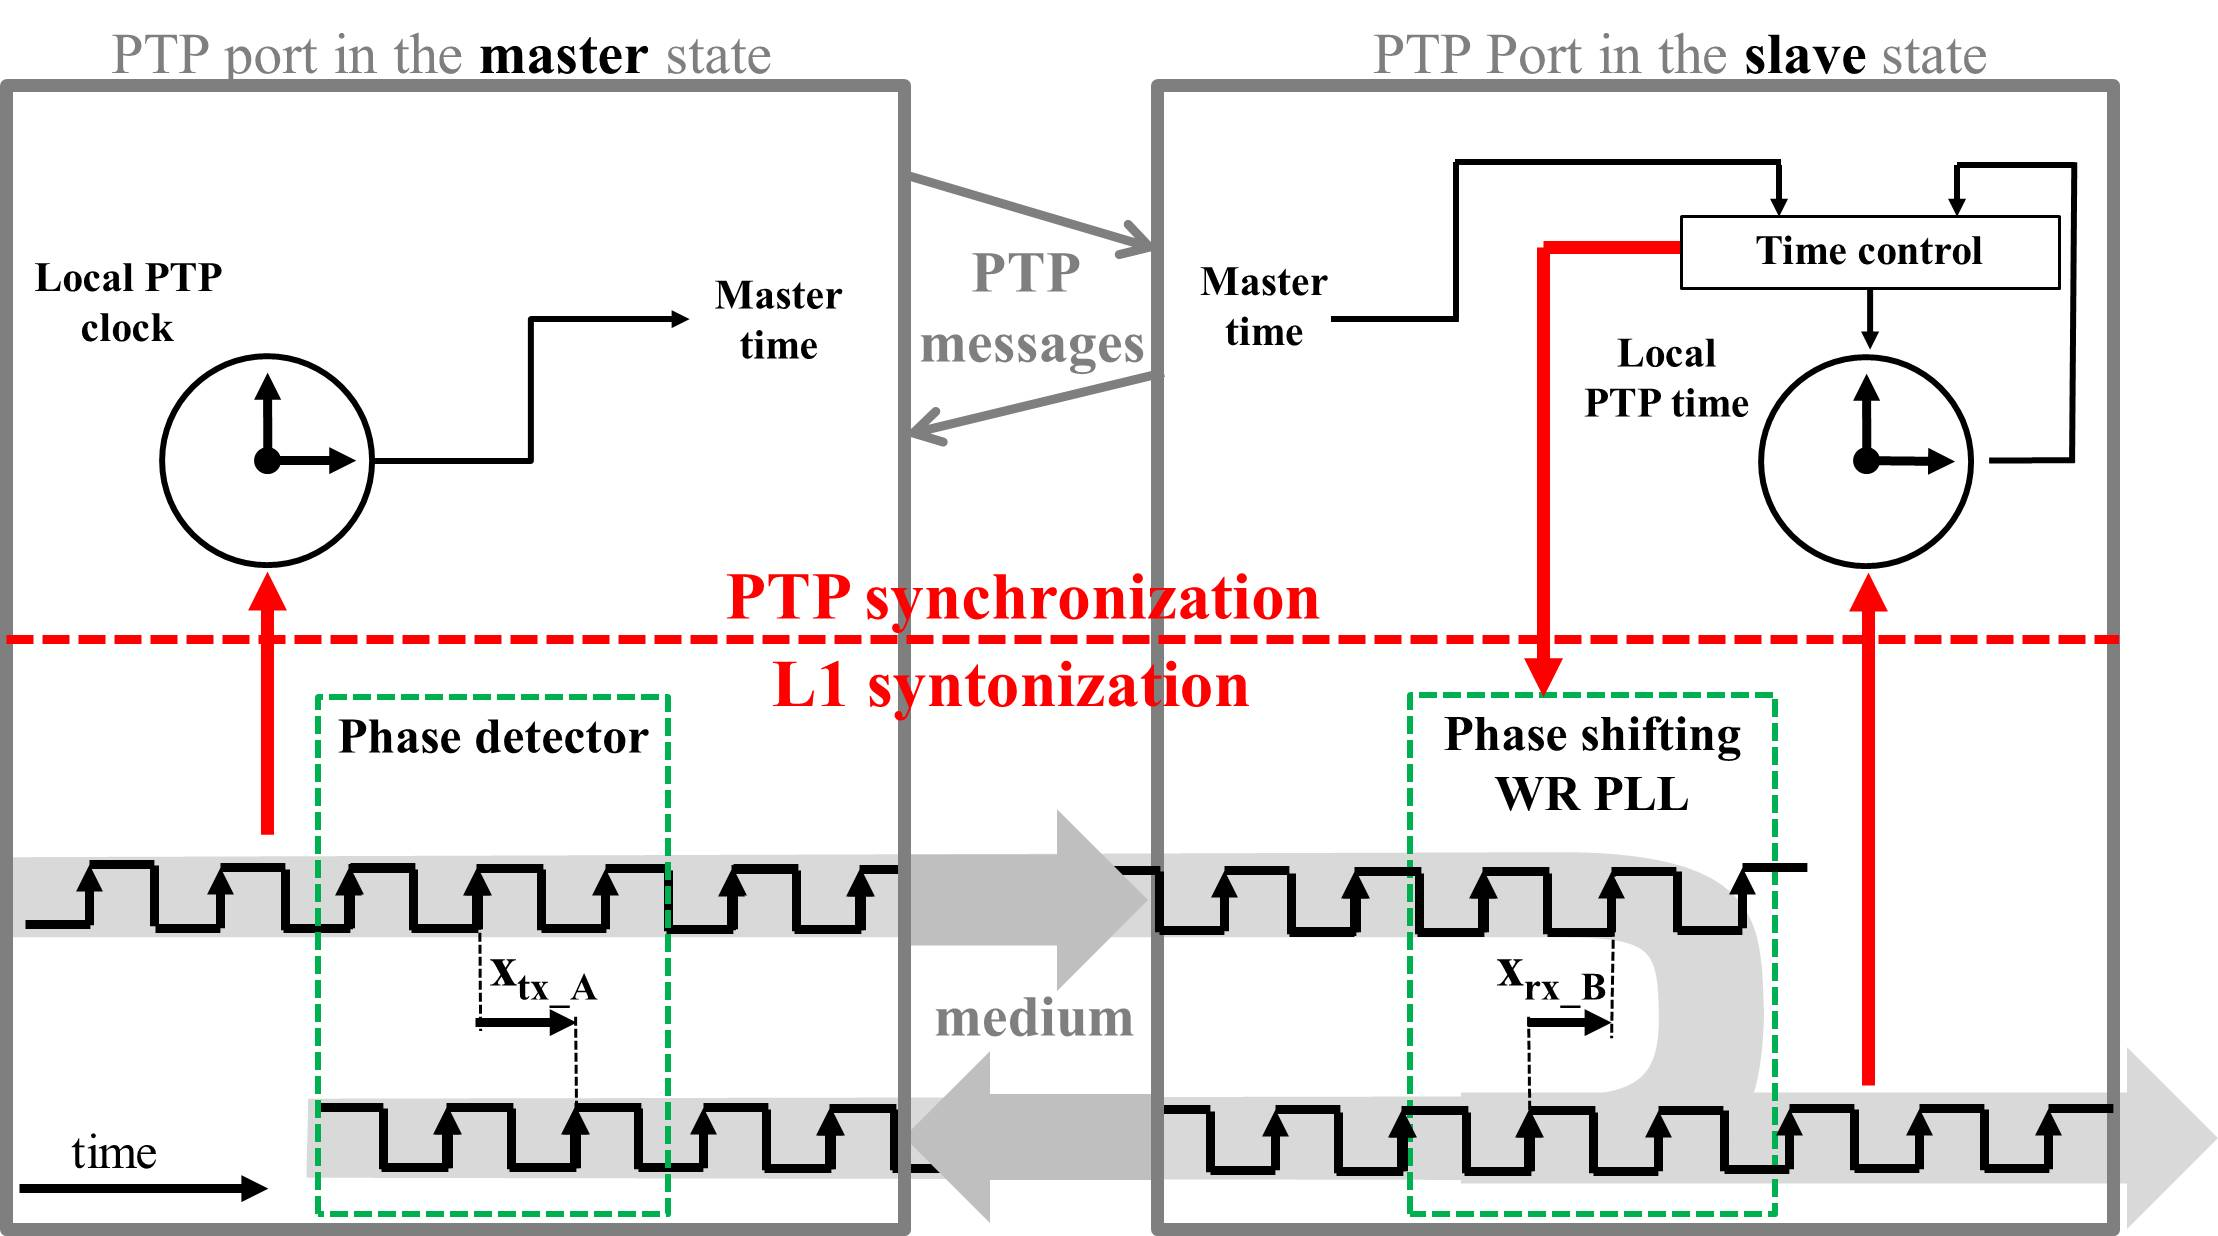 PTP port in the master state
PTP Port in the slave state
Local PTP
clock
Master
time
PTP
messages
Master
time
Time control
Local
PTP time
PTP synchronization
L1 syntonization
Phase detector
Phase shifting
WR PLL
xtx_A
medium
xrx_B
time